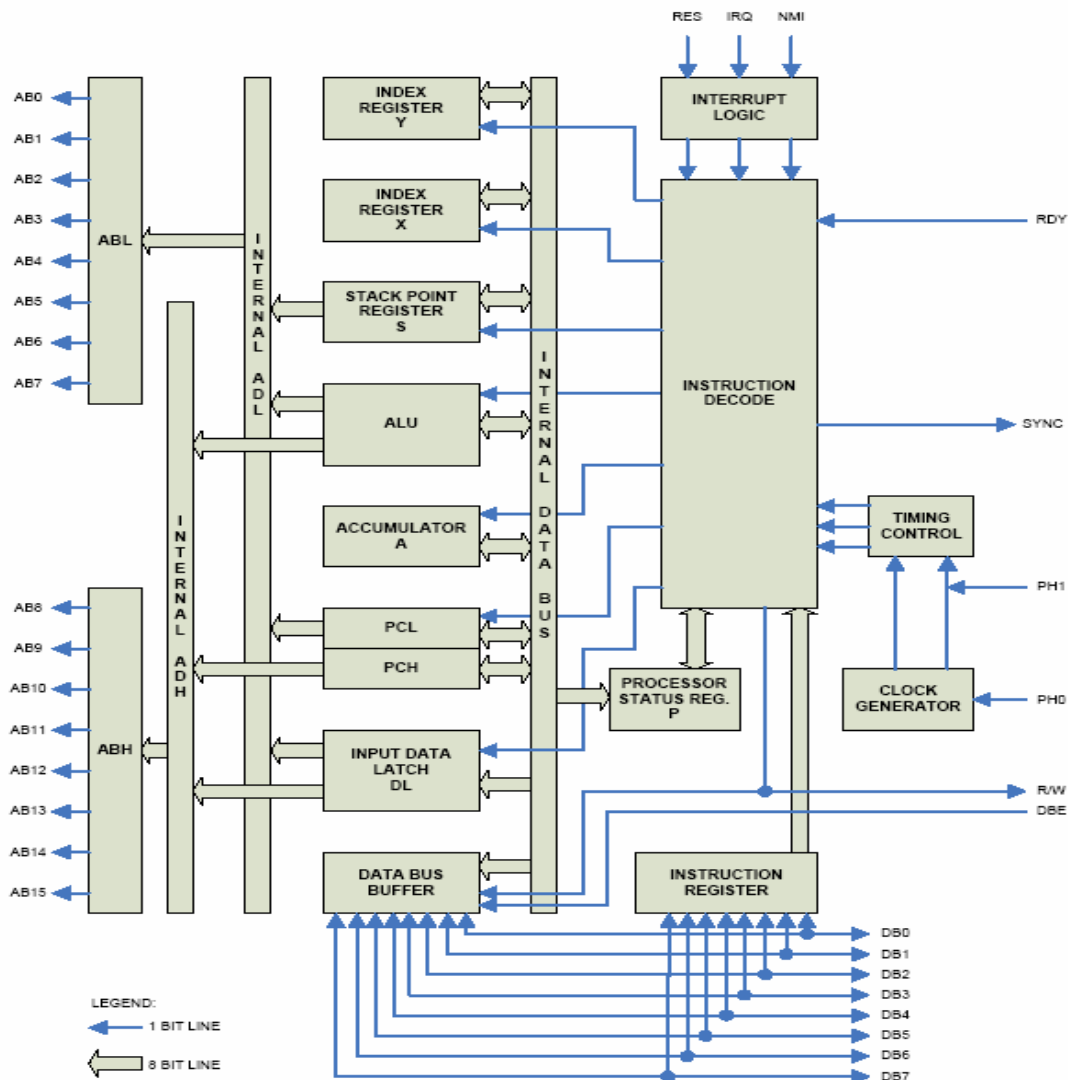 RES IRQ NMI
INTERRUPT
LOGIC
AB0
AB1
AB2
AB3
AB4
AB5
AB6
AB7
ABL
INTERNAL ADL
INDEX
REGISTER
Y
INDEX
REGISTER
X
STACK POINT
REGISTER
S
ALU
ACCUMULATOR
A
PCL
PCH
INPUT DATA
LATCH
DL
DATA BUS
BUFFER
INTERNAL DATA BUS
INSTRUCTION
DECODE
RDY
SYNC
TIMING
CONTROL
PH1
CLOCK
GENERATOR
PH0
PROCESSOR
STATUS REG.
P
R/W
DBE
INSTRUCTION
REGISTER
AB8
AB9
AB10
AB11
AB12
AB13
AB14
AB15
ABH
INTERNAL ADH
DB0
DB1
DB2
DB3
DB4
DB5
DB6
DB7
LEGEND:
1 BIT LINE
8 BIT LINE